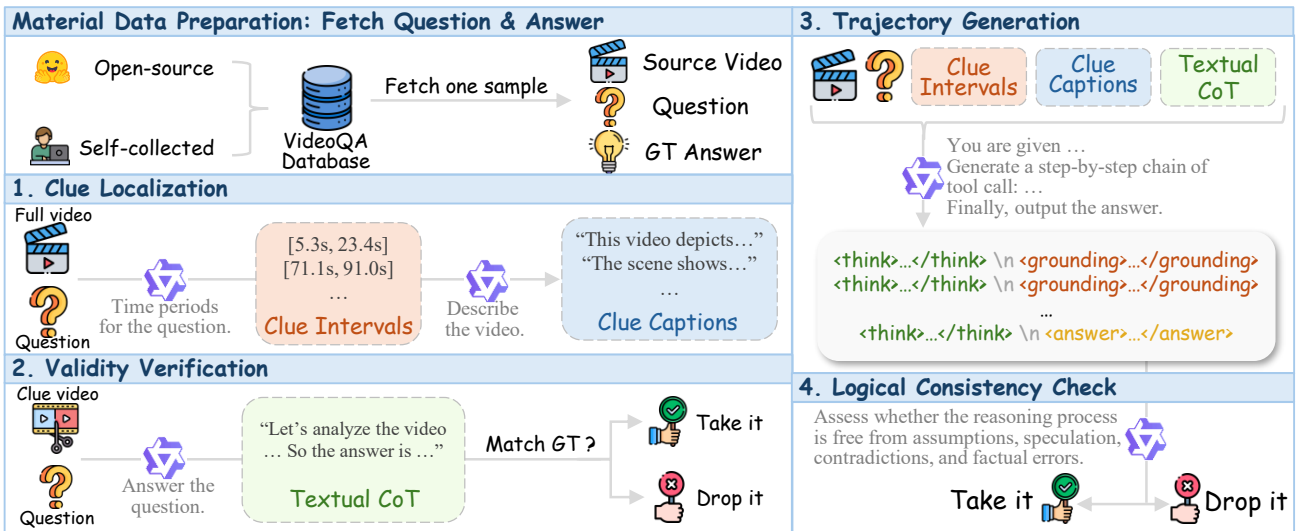 Material Data Preparation: Fetch Question & Answer
Open-source
Self-collected
VideoQA
Database
Fetch one sample
Source Video
Question
GT Answer
1. Clue Localization
Full video
Question
Time periods
for the question.
[5.3s, 23.4s]
[71.1s, 91.0s]
…
Clue Intervals
Describe
the video.
“This video depicts…”
“The scene shows…”
…
Clue Captions
2. Validity Verification
Clue video
Question
Answer the
question.
“Let’s analyze the video
… So the answer is …”
Textual CoT
Match GT ?
Take it
Drop it
3. Trajectory Generation
Clue
Intervals
Clue
Captions
Textual
CoT
You are given …
Generate a step-by-step chain of
tool call: …
Finally, output the answer.
<think>…</think> \n <grounding>…</grounding>
<think>…</think> \n <grounding>…</grounding>
…
<think>…</think> \n <answer>…</answer>
4. Logical Consistency Check
Assess whether the reasoning process
is free from assumptions, speculation,
contradictions, and factual errors.
Take it
Drop it